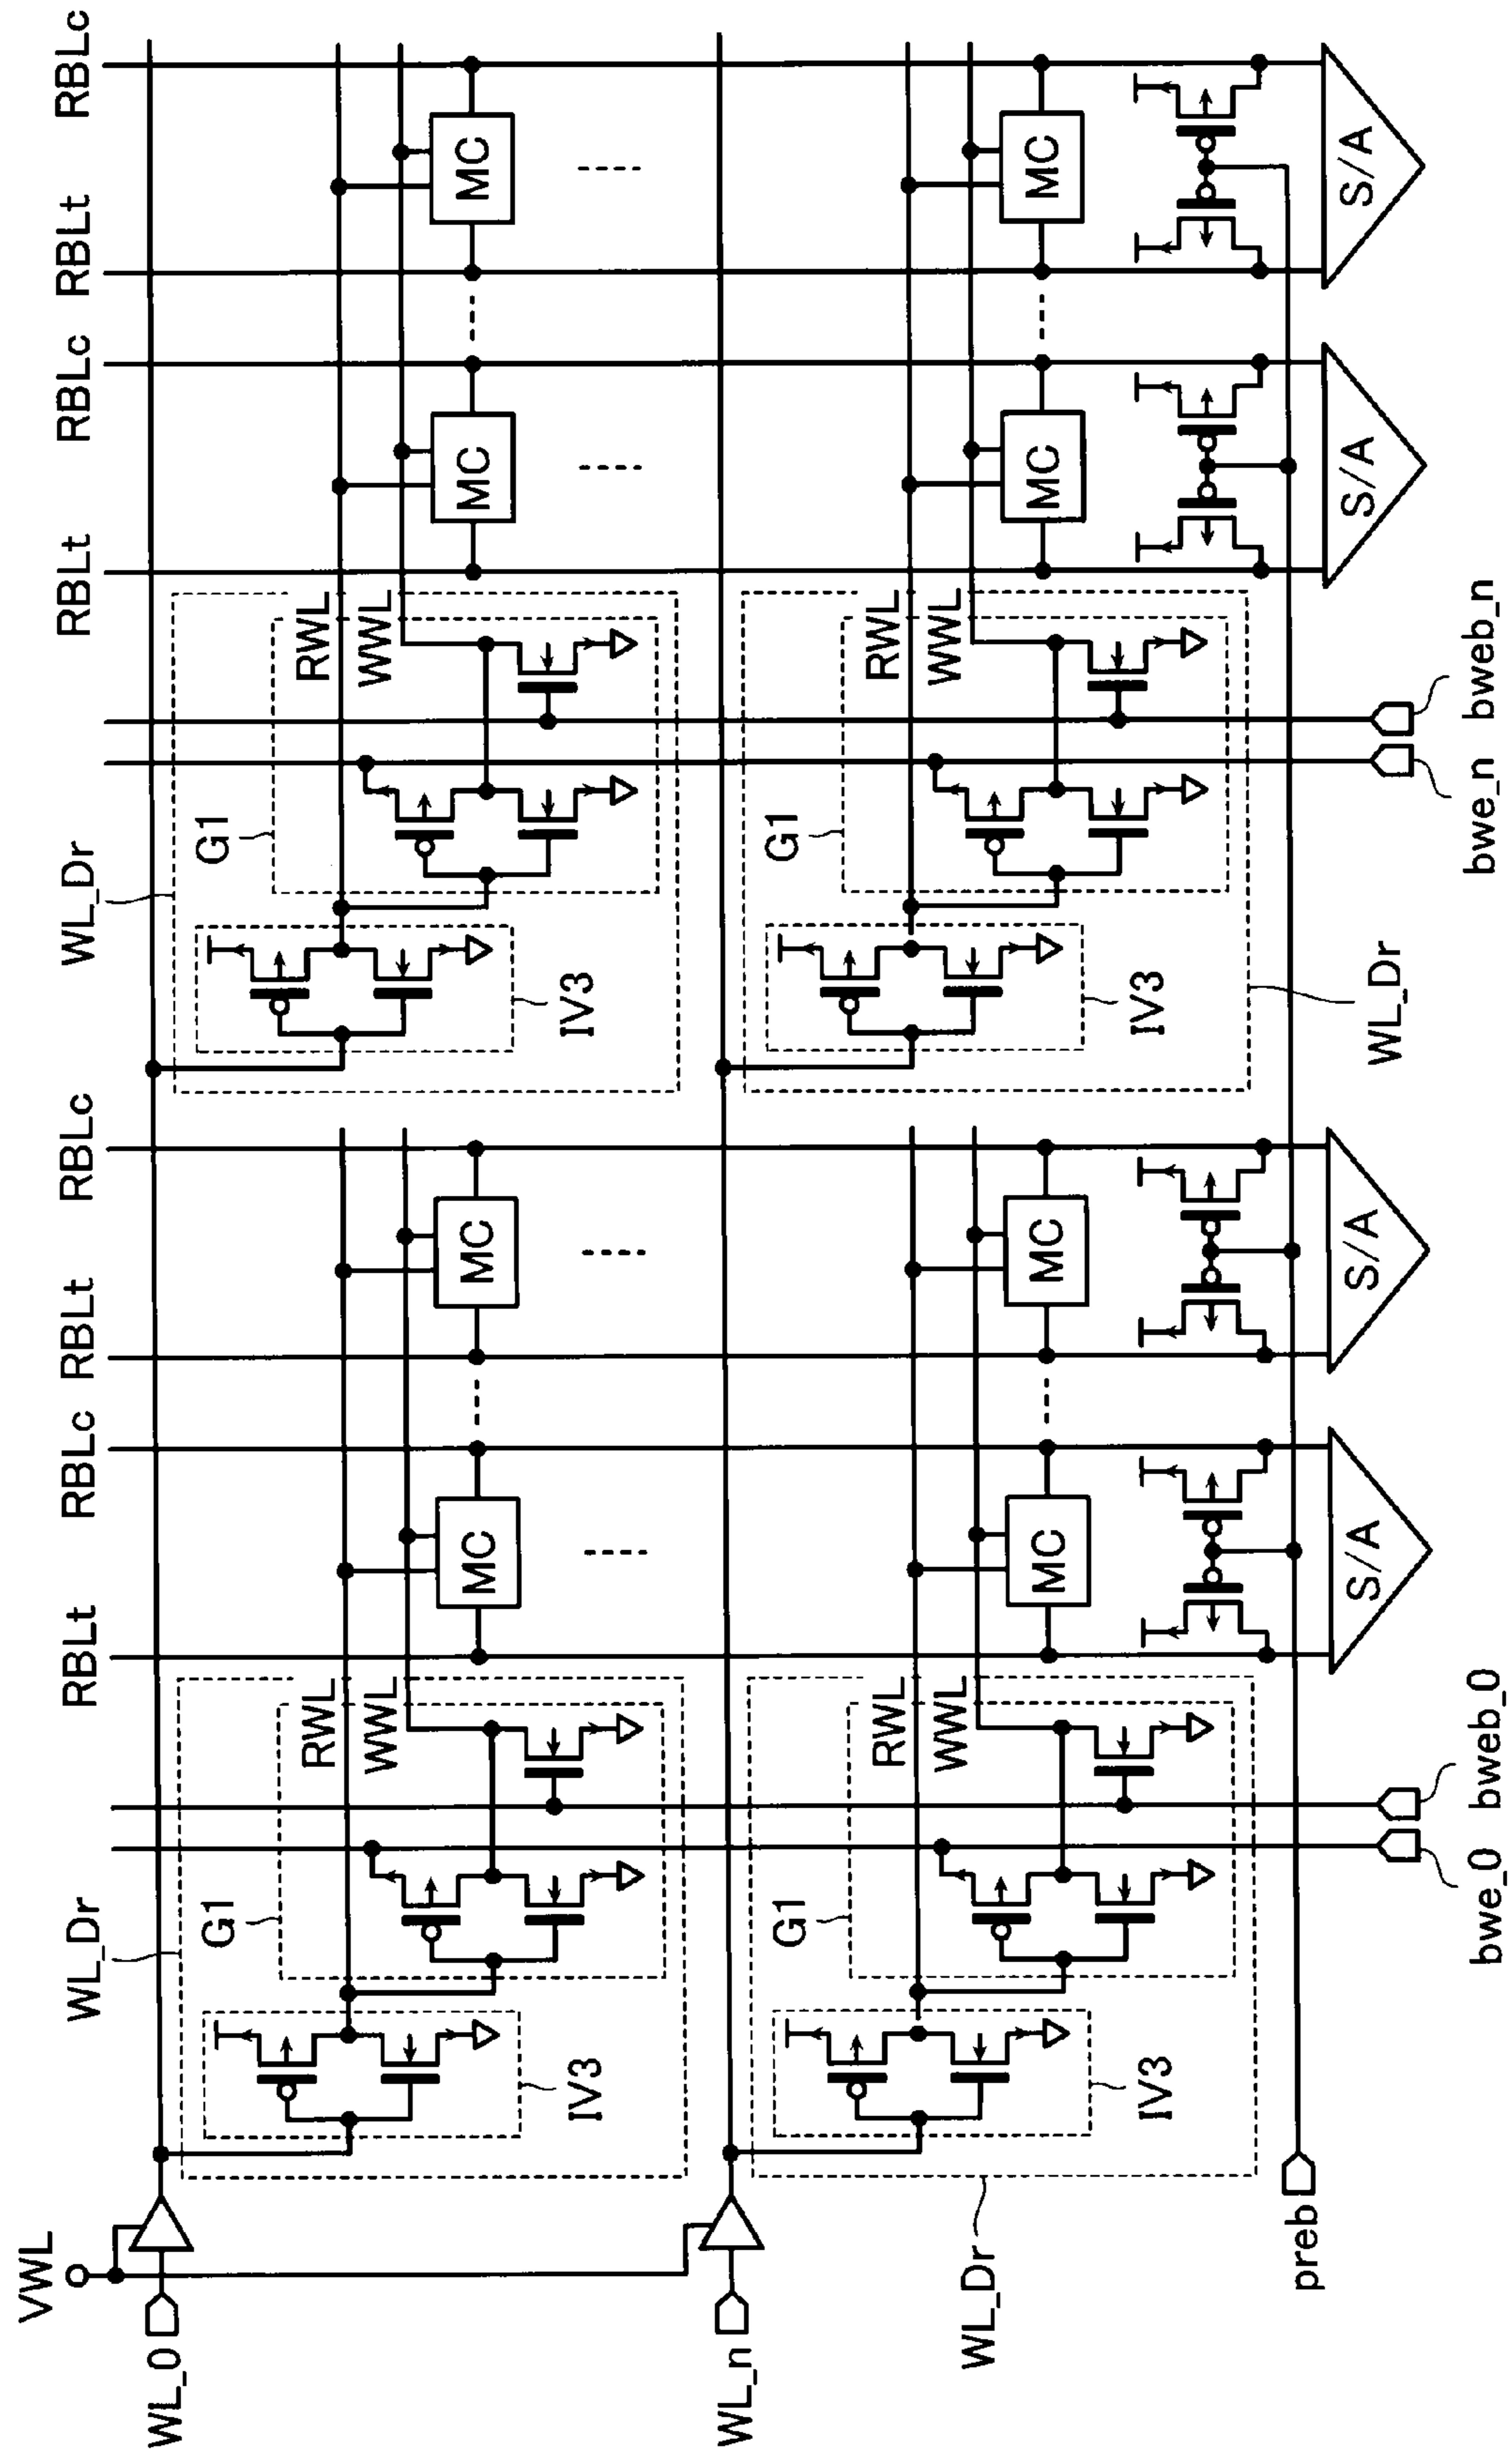 VWL
WL_0
WL_Dr
IV3
G1
RWL
WWL
RBLt
MC
RBLc
RBLt
MC
RBLc
WL_Dr
IV3
G1
RWL
WWL
RBLt
MC
RBLc
RBLt
MC
RBLc
WL_n
WL_Dr
IV3
G1
RWL
WWL
MC
MC
WL_Dr
IV3
G1
RWL
WWL
MC
MC
preb
S/A
S/A
S/A
S/A
bwe_0
bweb_0
bwe_n
bweb_n